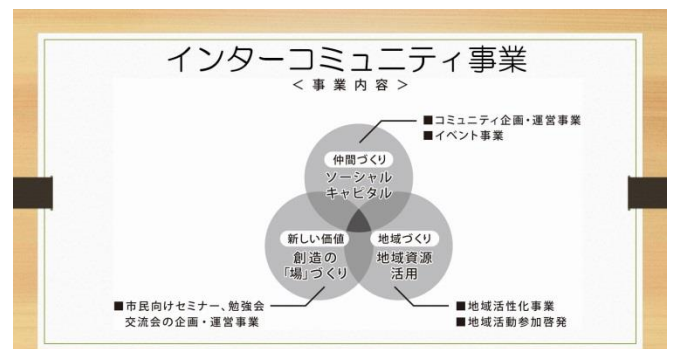 インターコミュニティ事業
＜事業内容＞
■コミュニティ企画・運営事業
■イベント事業
仲間づくり
ソーシャル
キャピタル
新しい価値
創造の
「場」づくり
地域づくり
地域資源
活用
■市民向けセミナー、勉強会
交流会の企画・運営事業
■地域活性化事業
■地域活動参加啓発